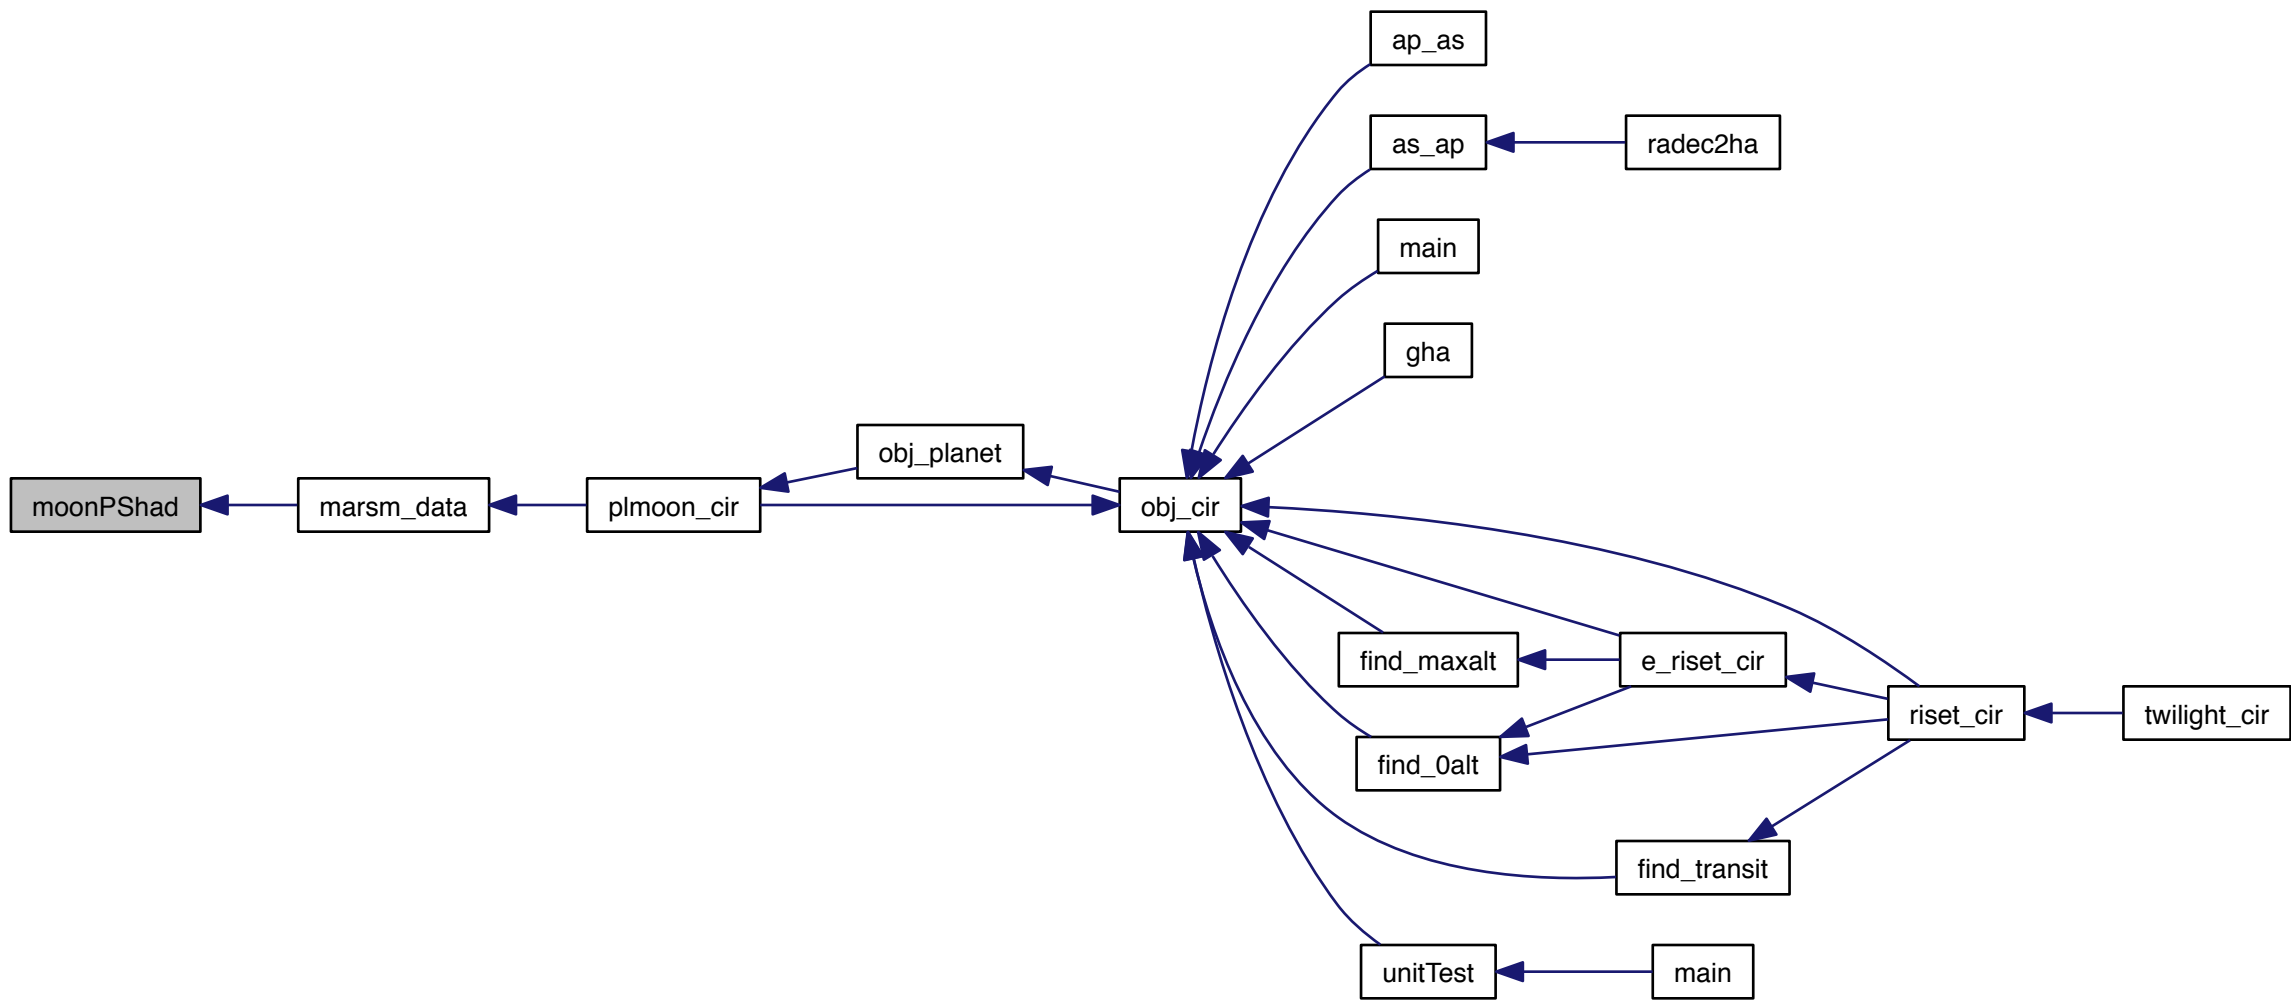 ap_as
as_ap
radec2ha
main
gha
obj_planet
moonPShad
marsm_data
plmoon_cir
obj_cir
find_maxalt
e_riset_cir
riset_cir
twilight_cir
find_0alt
find_transit
unitTest
main